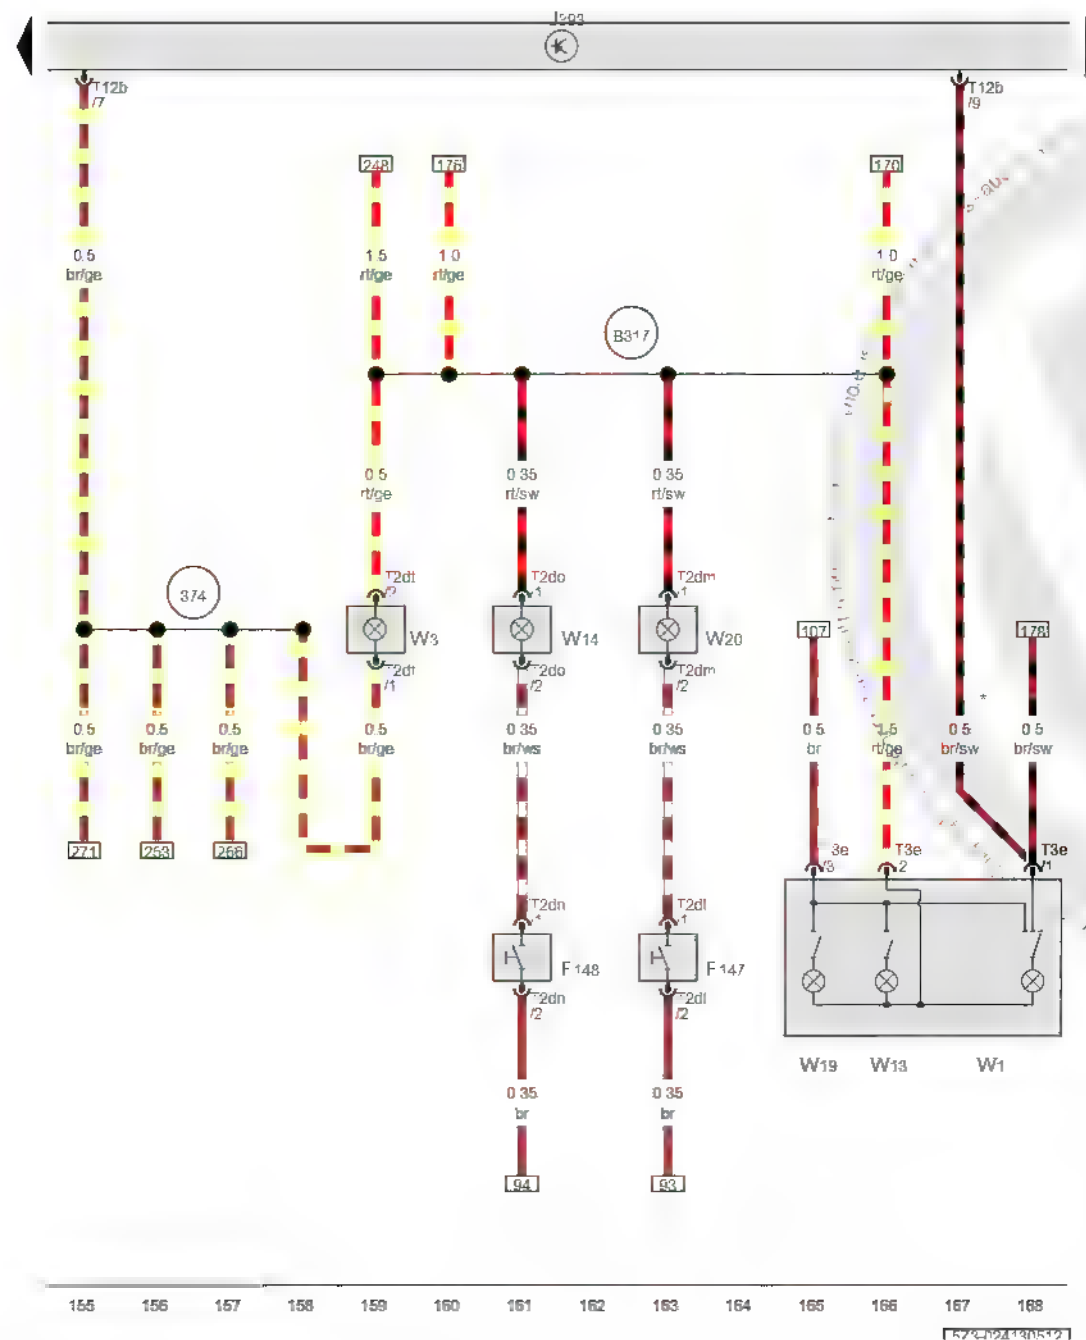 J393
K
T12b
/7
T12b
/9
248
176
170
0.5
br/ge
1.5
rt/ge
1.0
rt/ge
1.0
rt/ge
B317
0.5
rt/ge
0.35
rt/sw
0.35
rt/sw
374
T2dt
T2do
/1
T2dm
/1
W3
W14
W20
107
178
T2dt
/1
T2do
/2
T2dm
/2
*
0.5
br/ge
0.5
br/ge
0.5
br/ge
0.5
br/ge
0.35
br/ws
0.35
br/ws
0.5
br
1.5
rt/ge
0.5
br/sw
0.5
br/sw
271
253
256
T3e
/3
T3e
/2
T3e
/1
T2dn
/1
T2dl
/1
F148
F147
T2dn
/2
T2dl
/2
W19
W13
W1
0.35
br
0.35
br
94
93
155 156 157 158 159 160 161 162 163 164 165 166 167 168